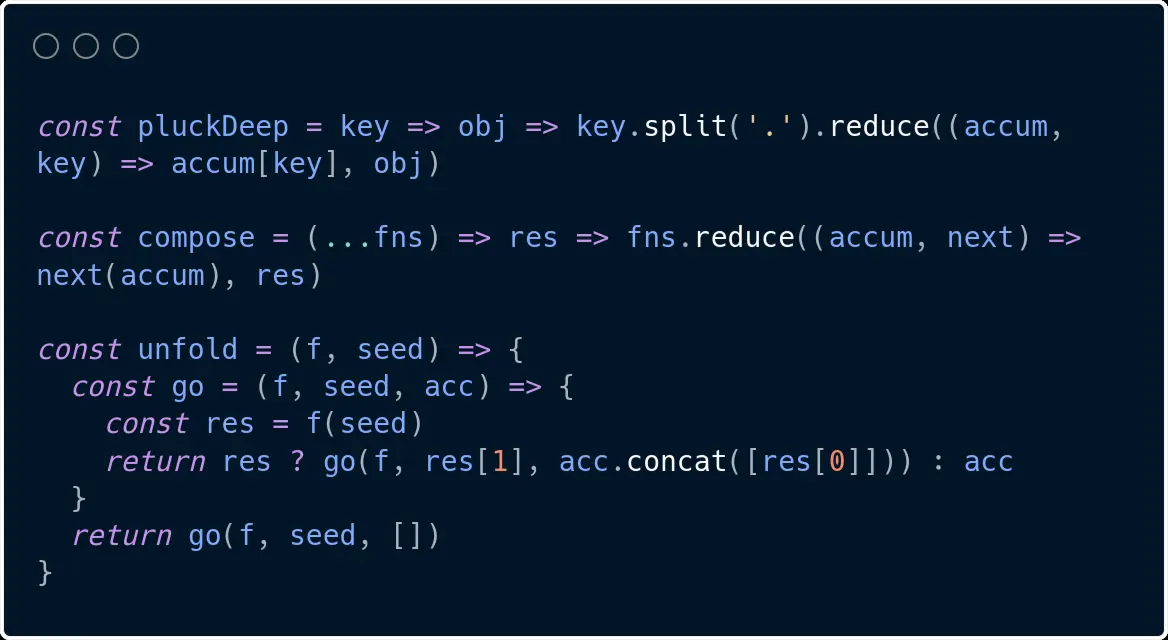 const pluckDeep = key => obj => key.split('.').reduce((accum,
key) => accum[key], obj)

const compose = (...fns) => res => fns.reduce((accum, next) =>
next(accum), res)

const unfold = (f, seed) => {
  const go = (f, seed, acc) => {
    const res = f(seed)
    return res ? go(f, res[1], acc.concat([res[0]])) : acc
  }
  return go(f, seed, [])
}